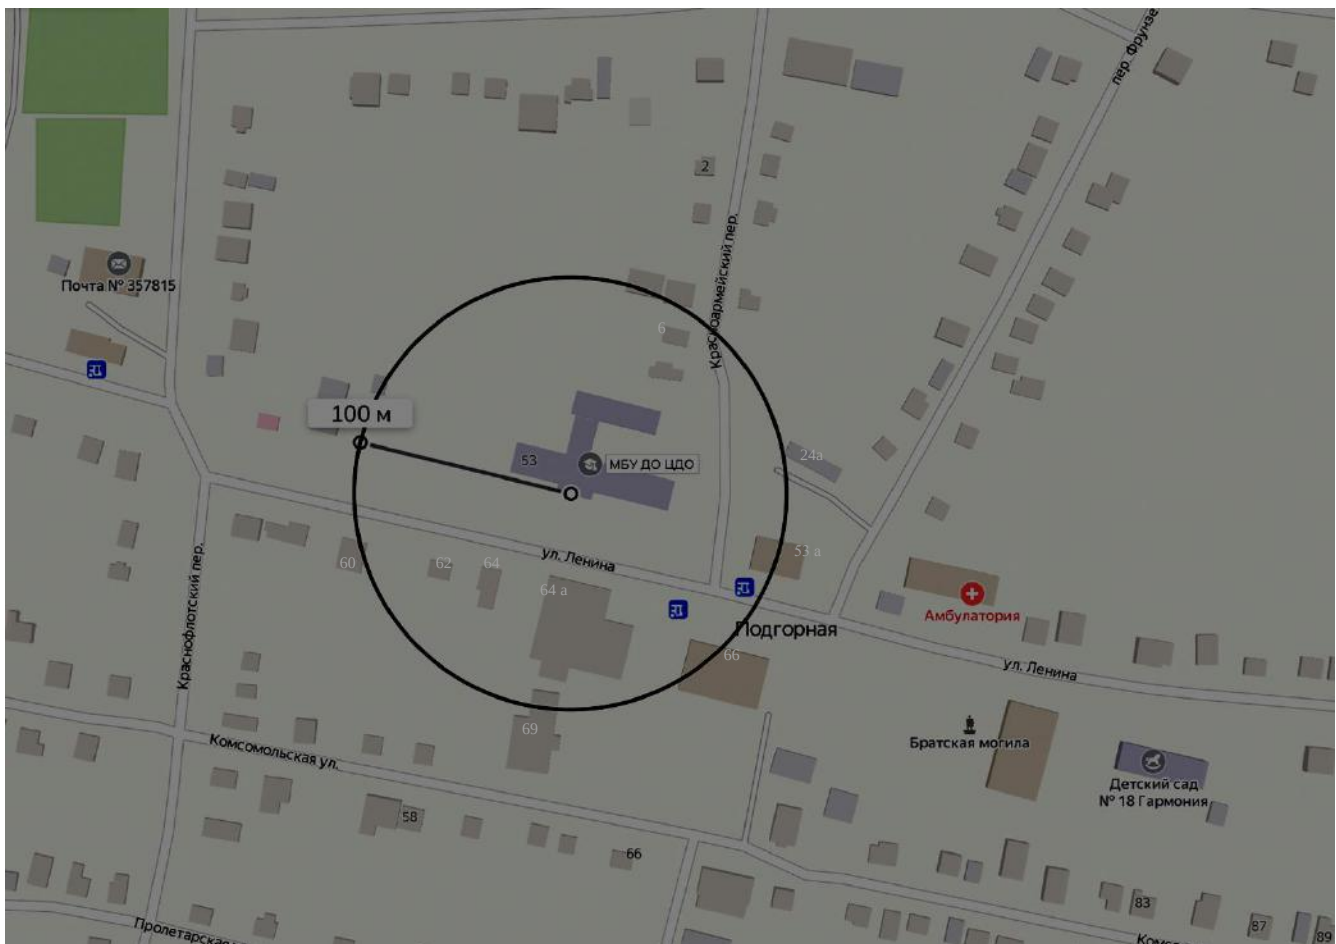 пер. Фрунзе
2
Красноармейский пер.
Почта № 357815
6
100 м
53
МБУ ДО ЦДО
24а
60
62
64
ул. Ленина
53 а
64 а
Амбулатория
Подгорная
66
ул. Ленина
Краснофлотский пер.
69
Комсомольская ул.
Братская могила
Детский сад
№ 18 Гармония
58
66
83
87
89
Пролетарская
Комс